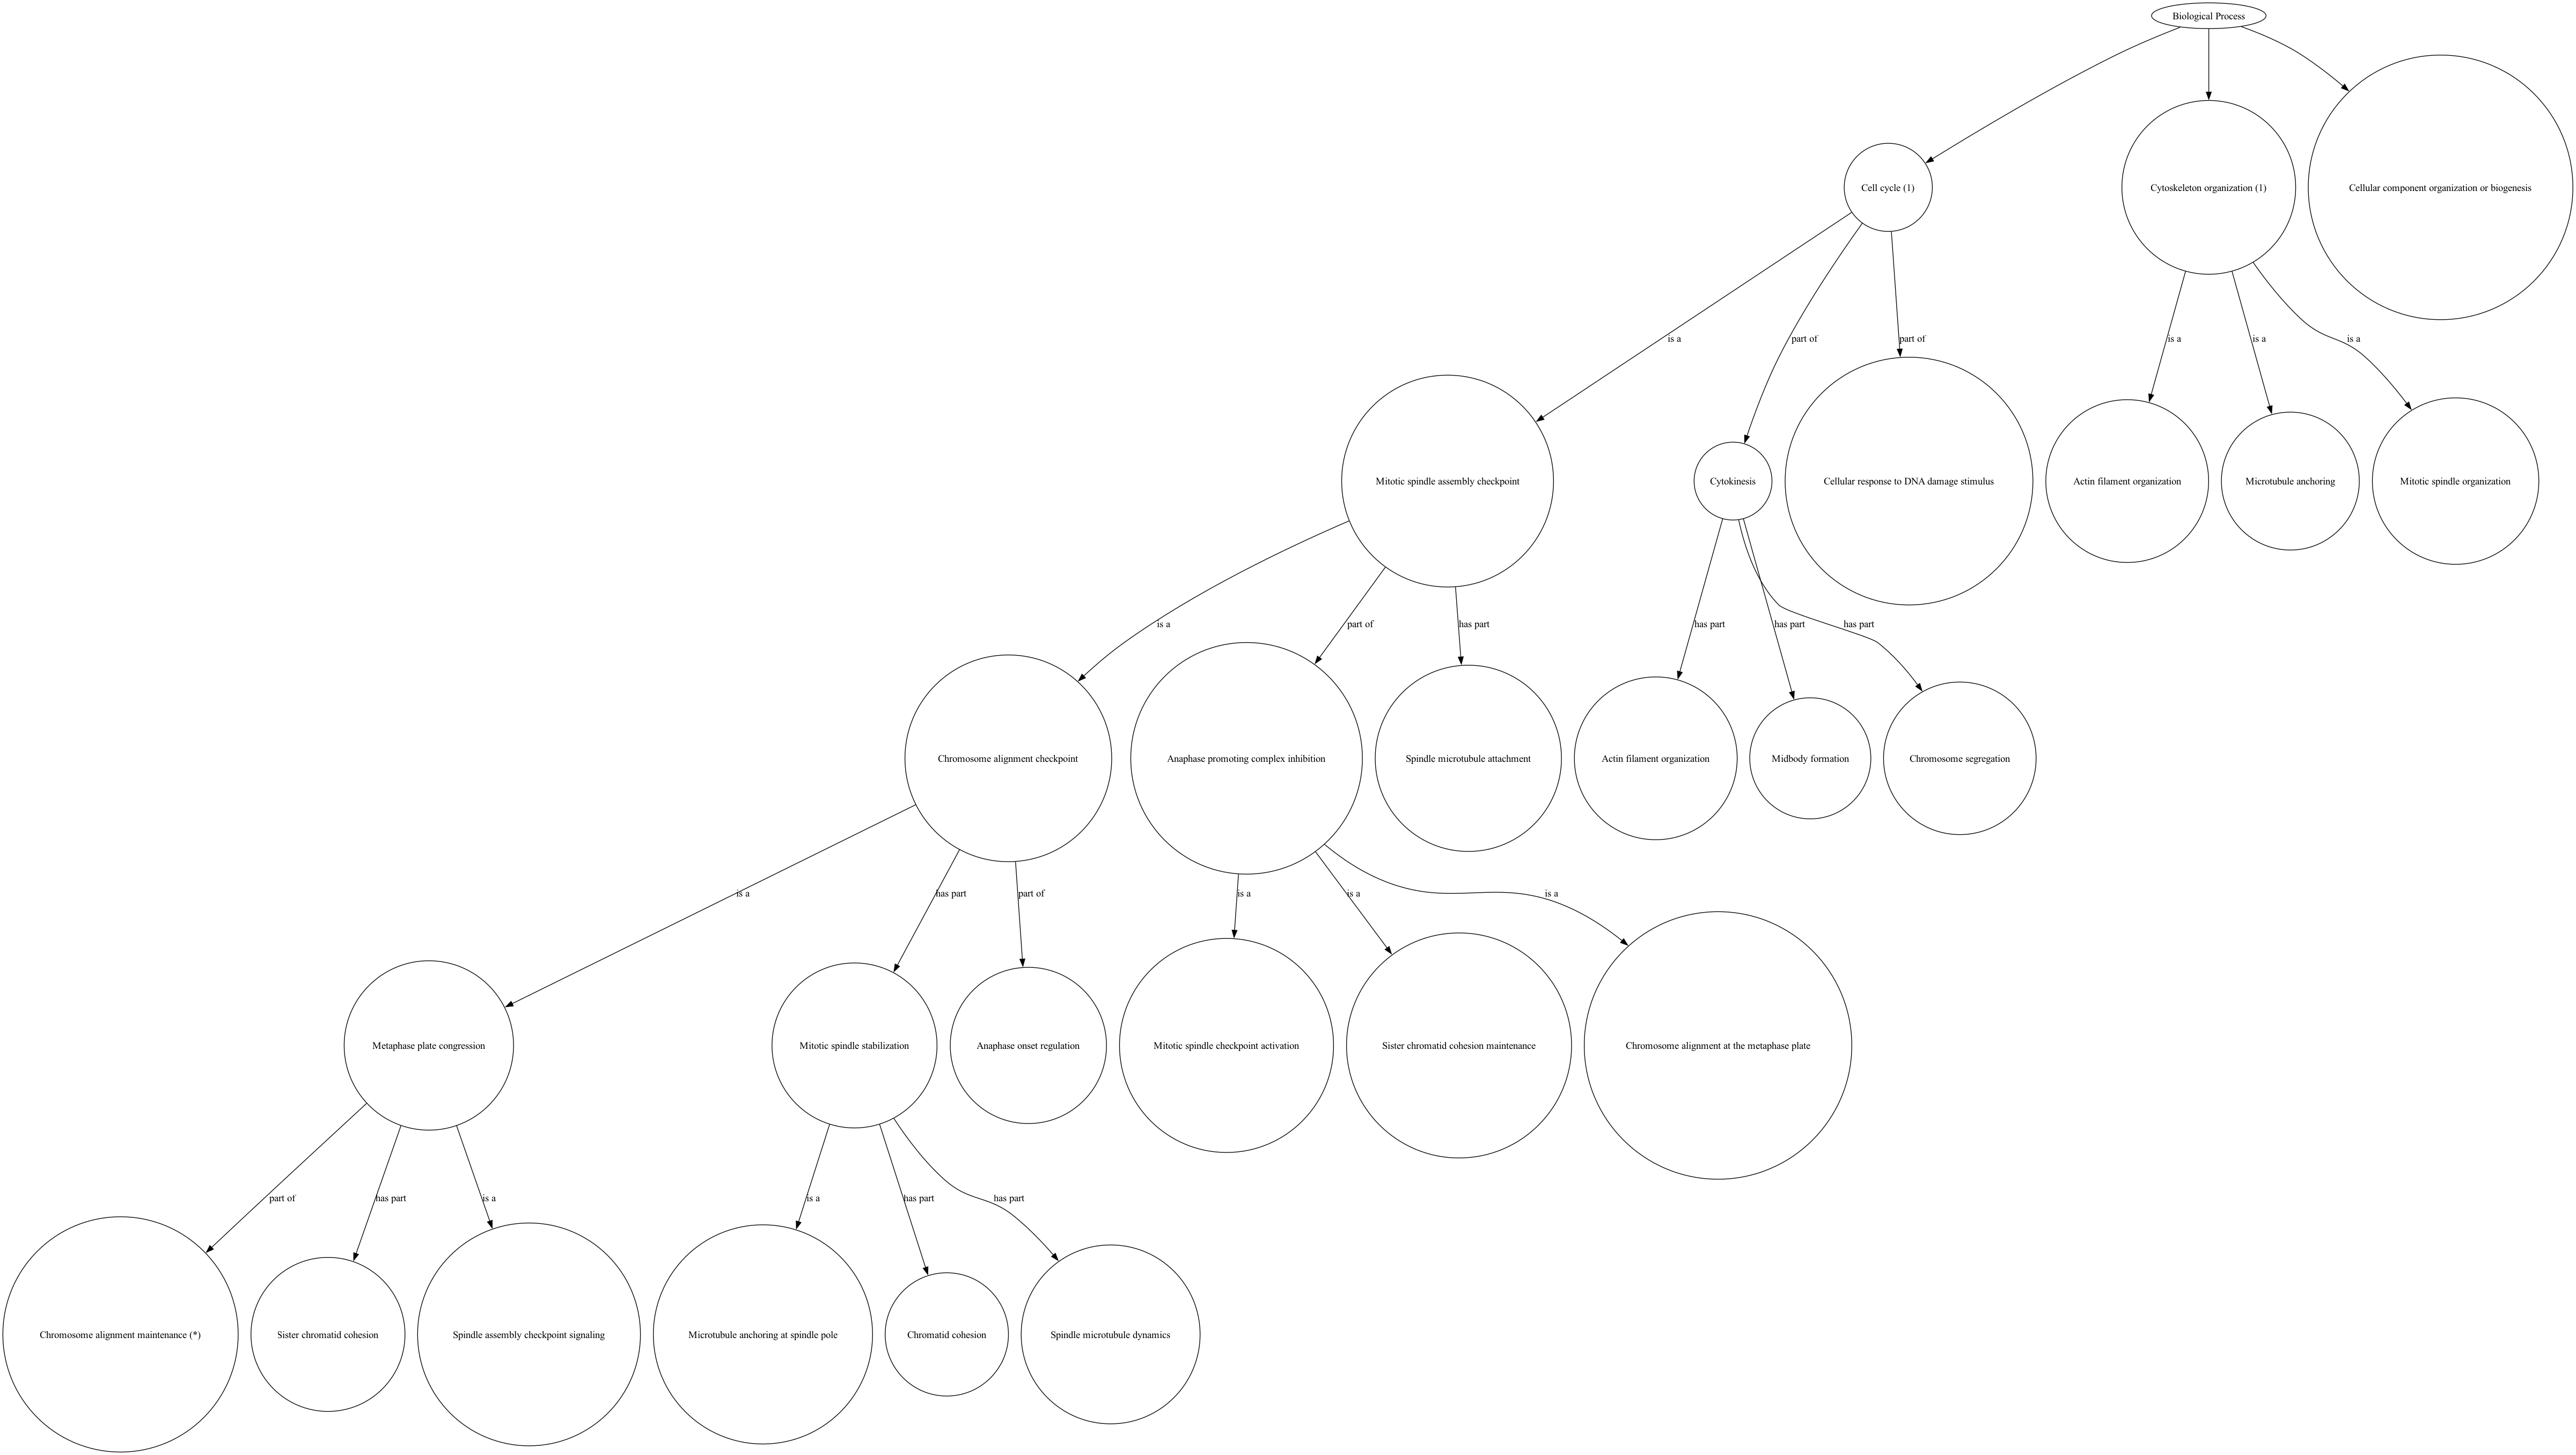 Biological Process
Cell cycle (1)
Cytoskeleton organization (1)
Cellular component organization or biogenesis
is a
part of
part of
is a
is a
is a
Mitotic spindle assembly checkpoint
Cytokinesis
Cellular response to DNA damage stimulus
Actin filament organization
Microtubule anchoring
Mitotic spindle organization
is a
part of
has part
has part
has part
has part
Chromosome alignment checkpoint
Anaphase promoting complex inhibition
Spindle microtubule attachment
Actin filament organization
Midbody formation
Chromosome segregation
is a
has part
part of
is a
is a
is a
Metaphase plate congression
Mitotic spindle stabilization
Anaphase onset regulation
Mitotic spindle checkpoint activation
Sister chromatid cohesion maintenance
Chromosome alignment at the metaphase plate
part of
has part
is a
is a
has part
has part
Chromosome alignment maintenance (*)
Sister chromatid cohesion
Spindle assembly checkpoint signaling
Microtubule anchoring at spindle pole
Chromatid cohesion
Spindle microtubule dynamics